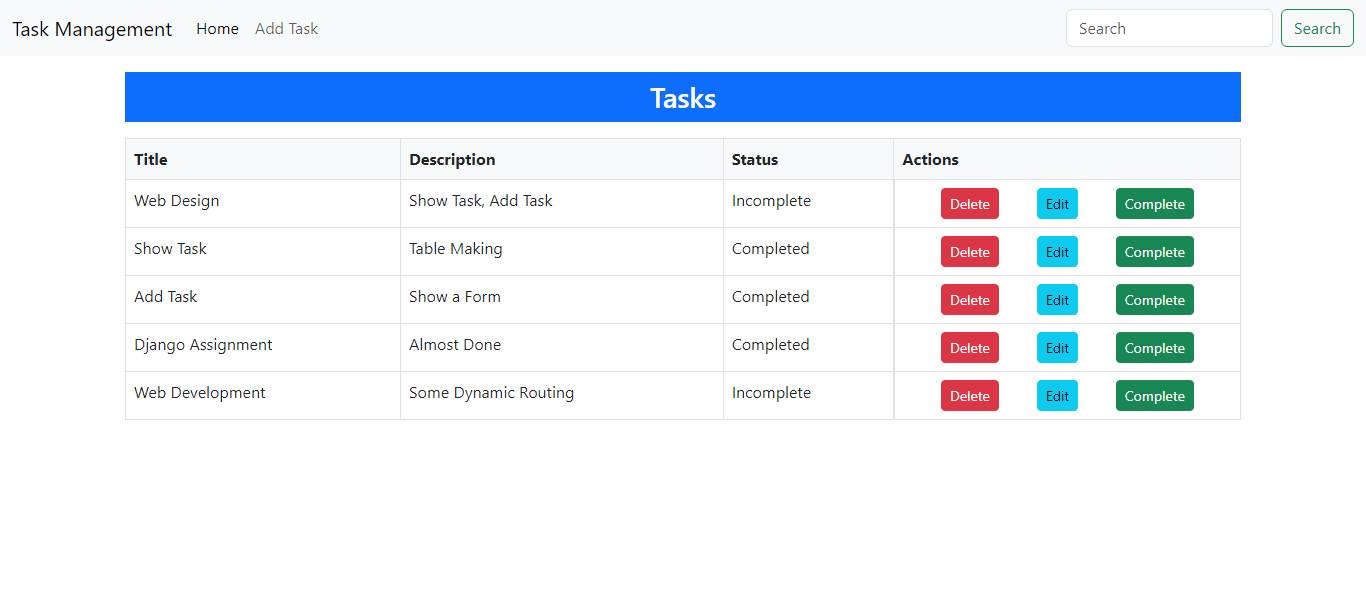 Task Management Home Add Task Search Search
Tasks
Title Description Status Actions
Web Design Show Task, Add Task Incomplete Delete Edit Complete
Show Task Table Making Completed Delete Edit Complete
Add Task Show a Form Completed Delete Edit Complete
Django Assignment Almost Done Completed Delete Edit Complete
Web Development Some Dynamic Routing Incomplete Delete Edit Complete